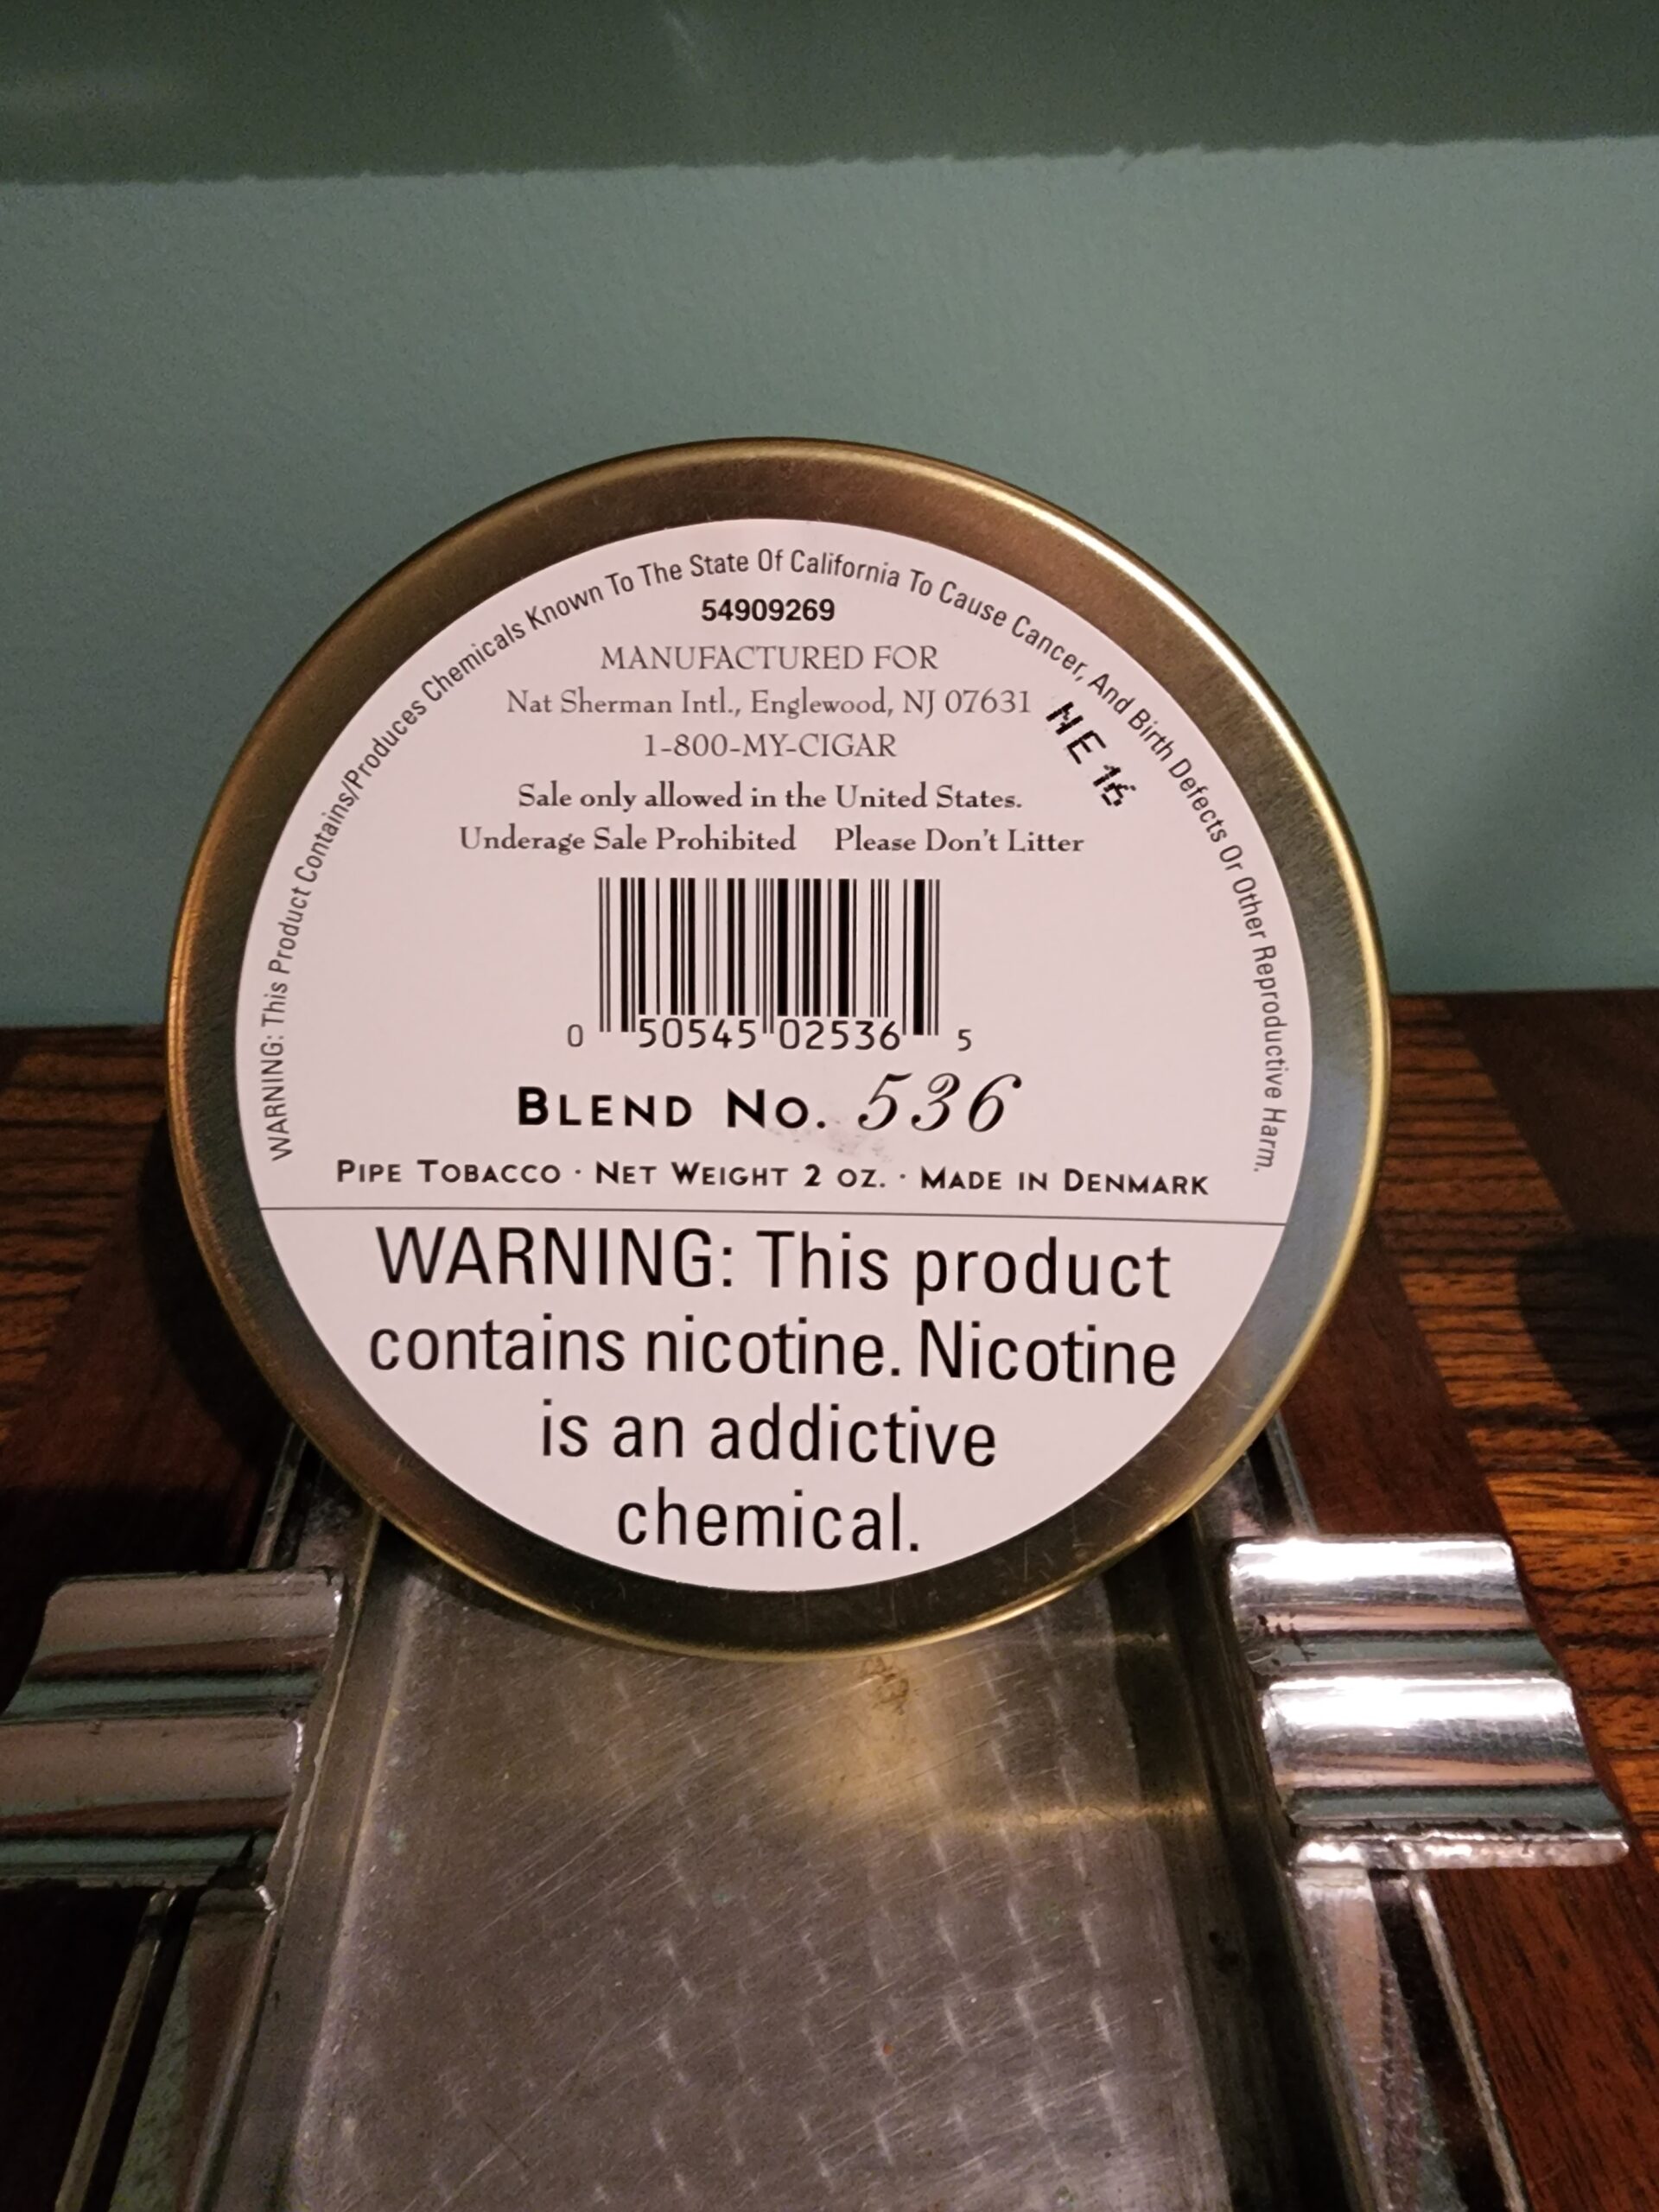 WARNING: This Product Contains/Produces Chemicals Known To The State Of California To Cause Cancer, And Birth Defects Or Other Reproductive Harm.
54909269
MANUFACTURED FOR
Nat Sherman Intl., Englewood, NJ 07631
1-800-MY-CIGAR
NE 16
Sale only allowed in the United States.
Underage Sale Prohibited Please Don't Litter
0 50545 02536 5
BLEND NO. 536
PIPE TOBACCO · NET WEIGHT 2 OZ. · MADE IN DENMARK
WARNING: This product
contains nicotine. Nicotine
is an addictive
chemical.